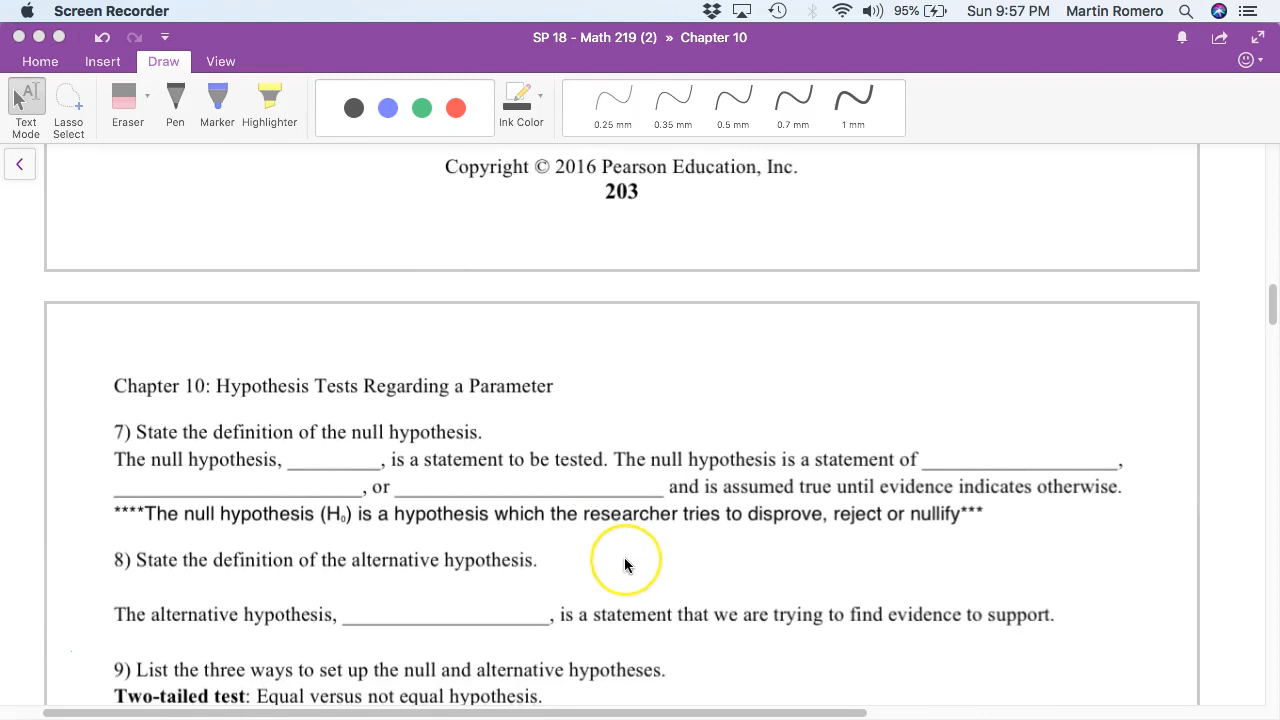 Screen Recorder 95% Sun 9:57 PM Martin Romero
SP 18 - Math 219 (2) » Chapter 10
Home Insert Draw View
Text Mode
Lasso Select
Eraser
Pen
Marker
Highlighter
Ink Color
0.25 mm 0.35 mm 0.5 mm 0.7 mm 1 mm
Copyright © 2016 Pearson Education, Inc.
203
Chapter 10: Hypothesis Tests Regarding a Parameter
7) State the definition of the null hypothesis.
The null hypothesis, _________, is a statement to be tested. The null hypothesis is a statement of ___________________,
________________________, or __________________________ and is assumed true until evidence indicates otherwise.
****The null hypothesis (H₀) is a hypothesis which the researcher tries to disprove, reject or nullify***
8) State the definition of the alternative hypothesis.
The alternative hypothesis, ____________________, is a statement that we are trying to find evidence to support.
9) List the three ways to set up the null and alternative hypotheses.
Two-tailed test: Equal versus not equal hypothesis.